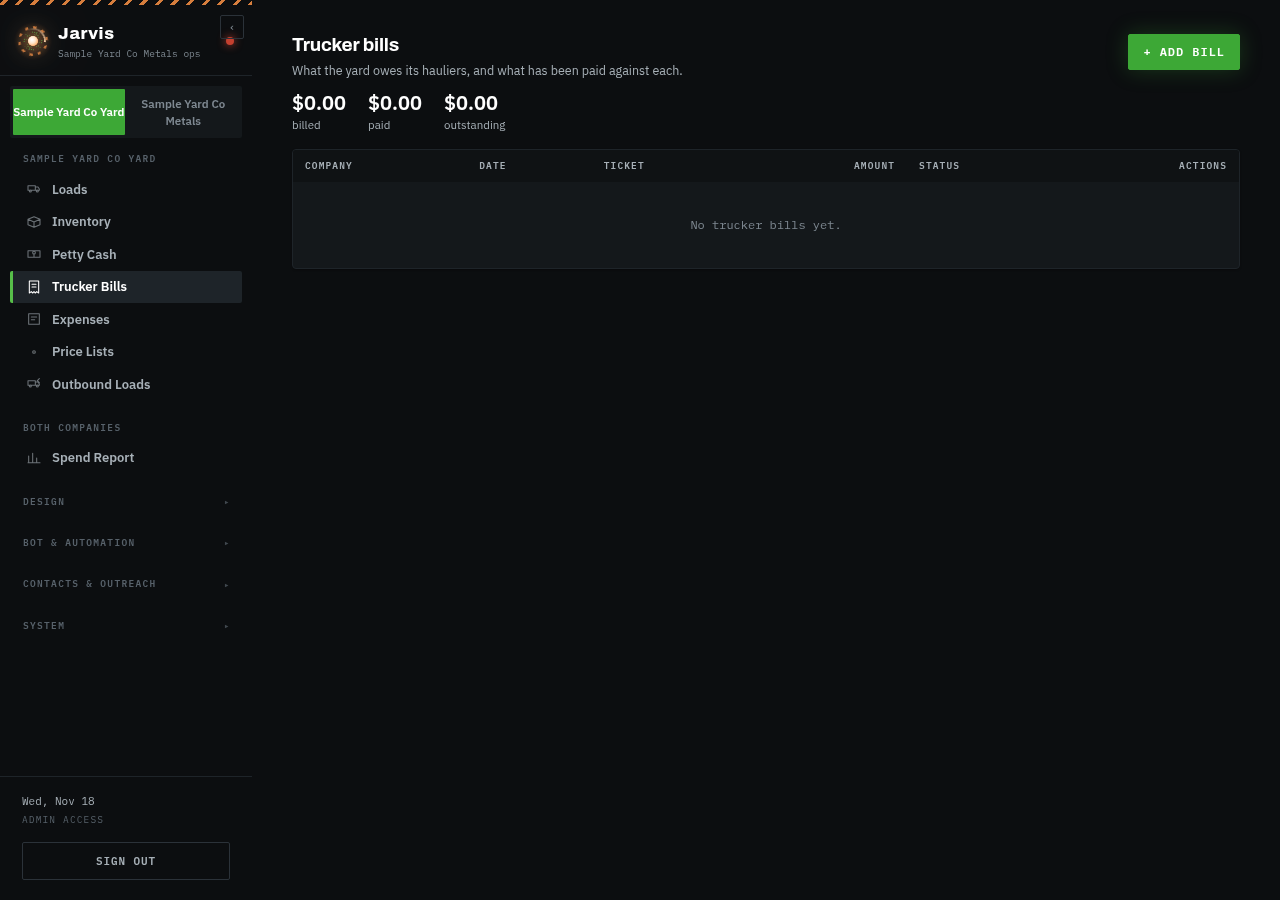 Jarvis
Sample Yard Co Metals ops
‹
Sample Yard Co Yard
Sample Yard Co
Metals
SAMPLE YARD CO YARD
Loads
Inventory
Petty Cash
Trucker Bills
Expenses
Price Lists
Outbound Loads
BOTH COMPANIES
Spend Report
DESIGN
BOT & AUTOMATION
CONTACTS & OUTREACH
SYSTEM
Wed, Nov 18
ADMIN ACCESS
SIGN OUT
Trucker bills
What the yard owes its hauliers, and what has been paid against each.
+ ADD BILL
$0.00 $0.00 $0.00
billed paid outstanding
COMPANY DATE TICKET AMOUNT STATUS ACTIONS
No trucker bills yet.